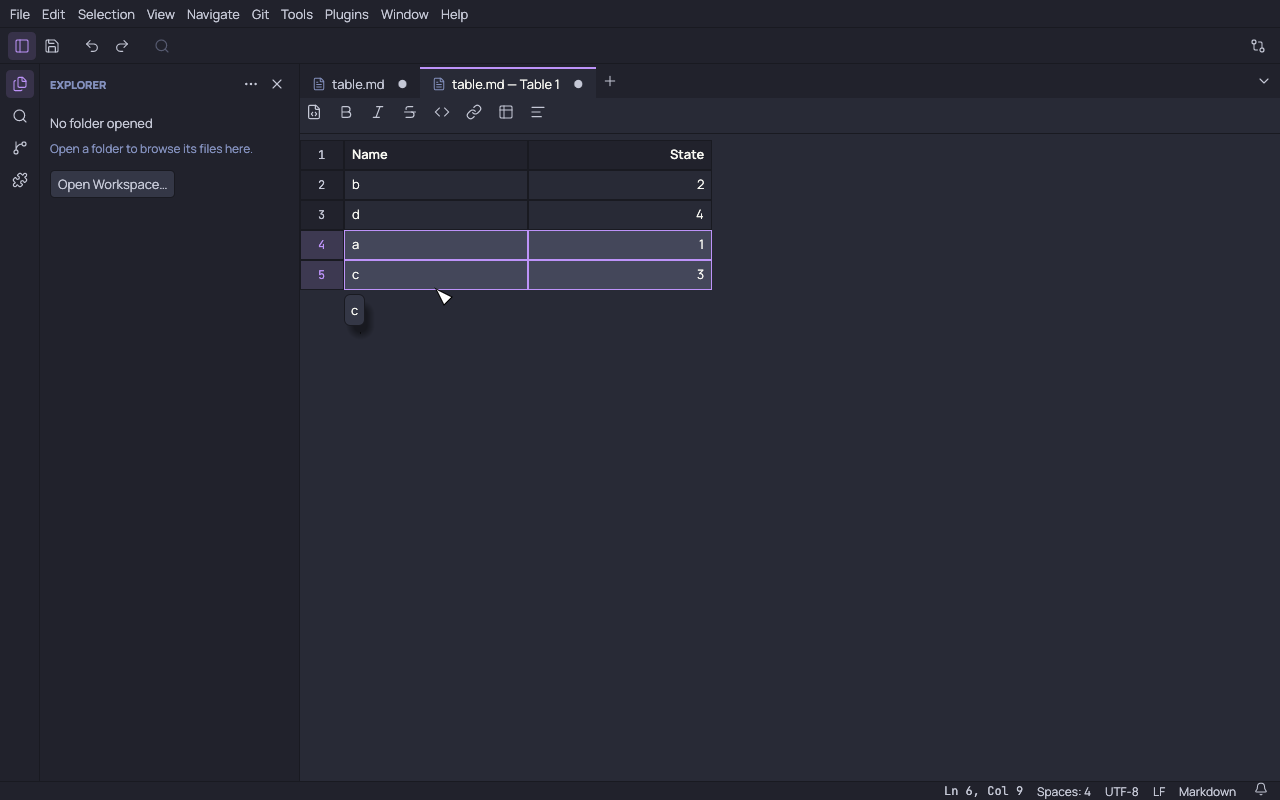 File Edit Selection View Navigate Git Tools Plugins Window Help
EXPLORER
No folder opened
Open a folder to browse its files here.
Open Workspace...
table.md
table.md — Table 1
1 Name State
2 b 2
3 d 4
4 a 1
5 c 3
c
Ln 6, Col 9 Spaces: 4 UTF-8 LF Markdown